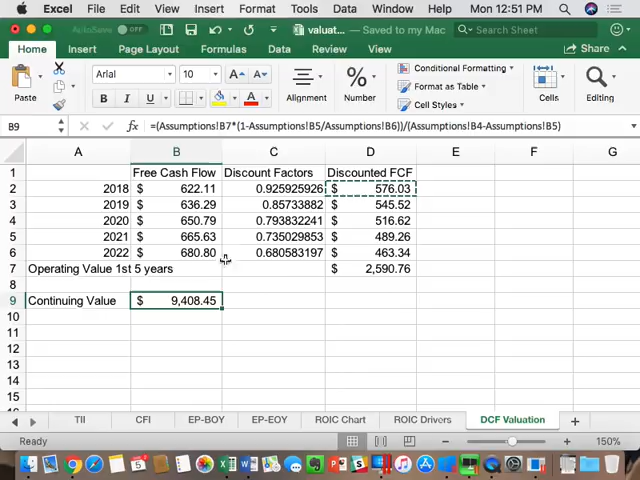 Excel File Edit View Insert Format Tools Data Window Help Mon 12:51 PM
AutoSave OFF valuat... — Saved to my Mac Search Sheet
Home Insert Page Layout Formulas Data Review View Share
Paste Arial 10 A A B I U A Alignment % Number Conditional Formatting Format as Table Cell Styles Cells Editing
B9 fx =(Assumptions!B7*(1-Assumptions!B5/Assumptions!B6))/(Assumptions!B4-Assumptions!B5)
A B C D E F G
1 Free Cash Flow Discount Factors Discounted FCF
2 2018 $ 622.11 0.925925926 $ 576.03
3 2019 $ 636.29 0.85733882 $ 545.52
4 2020 $ 650.79 0.793832241 $ 516.62
5 2021 $ 665.63 0.735029853 $ 489.26
6 2022 $ 680.80 0.680583197 $ 463.34
7 Operating Value 1st 5 years $ 2,590.76
8
9 Continuing Value $ 9,408.45
10
11
12
13
14
15
TII CFI EP-BOY EP-EOY ROIC Chart ROIC Drivers DCF Valuation
Ready 150%